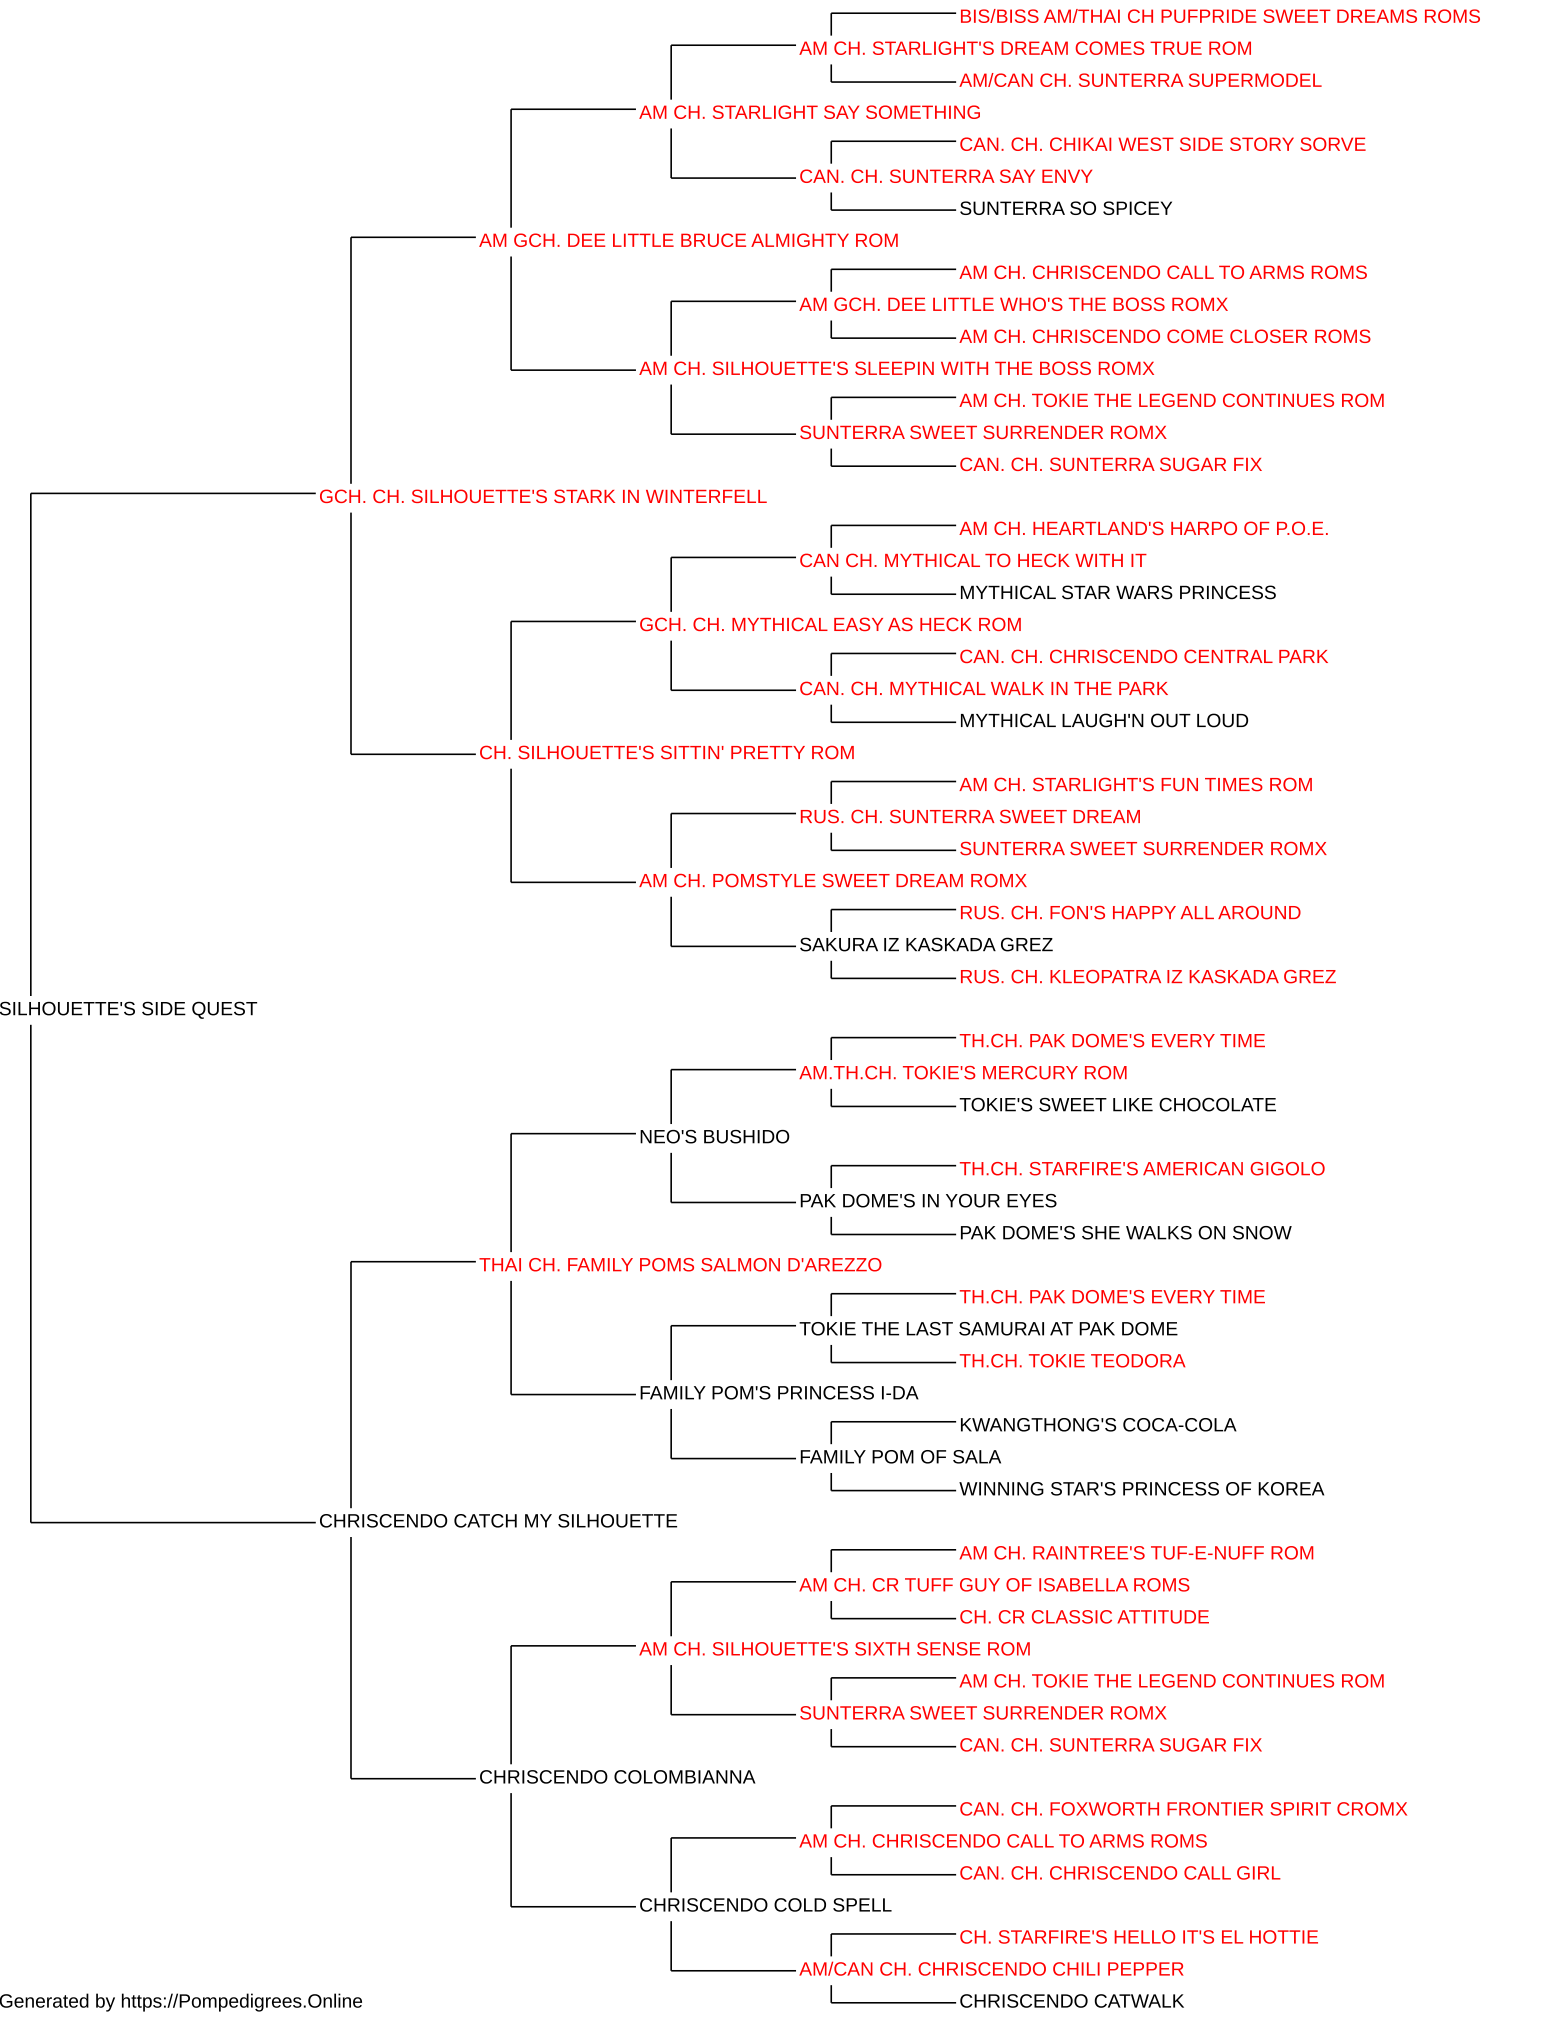 BIS/BISS AM/THAI CH PUFPRIDE SWEET DREAMS ROMS
AM CH. STARLIGHT'S DREAM COMES TRUE ROM
AM/CAN CH. SUNTERRA SUPERMODEL
AM CH. STARLIGHT SAY SOMETHING
CAN. CH. CHIKAI WEST SIDE STORY SORVE
CAN. CH. SUNTERRA SAY ENVY
SUNTERRA SO SPICEY
AM GCH. DEE LITTLE BRUCE ALMIGHTY ROM
AM CH. CHRISCENDO CALL TO ARMS ROMS
AM GCH. DEE LITTLE WHO'S THE BOSS ROMX
AM CH. CHRISCENDO COME CLOSER ROMS
AM CH. SILHOUETTE'S SLEEPIN WITH THE BOSS ROMX
AM CH. TOKIE THE LEGEND CONTINUES ROM
SUNTERRA SWEET SURRENDER ROMX
CAN. CH. SUNTERRA SUGAR FIX
GCH. CH. SILHOUETTE'S STARK IN WINTERFELL
AM CH. HEARTLAND'S HARPO OF P.O.E.
CAN CH. MYTHICAL TO HECK WITH IT
MYTHICAL STAR WARS PRINCESS
GCH. CH. MYTHICAL EASY AS HECK ROM
CAN. CH. CHRISCENDO CENTRAL PARK
CAN. CH. MYTHICAL WALK IN THE PARK
MYTHICAL LAUGH'N OUT LOUD
CH. SILHOUETTE'S SITTIN' PRETTY ROM
AM CH. STARLIGHT'S FUN TIMES ROM
RUS. CH. SUNTERRA SWEET DREAM
SUNTERRA SWEET SURRENDER ROMX
AM CH. POMSTYLE SWEET DREAM ROMX
RUS. CH. FON'S HAPPY ALL AROUND
SAKURA IZ KASKADA GREZ
RUS. CH. KLEOPATRA IZ KASKADA GREZ
SILHOUETTE'S SIDE QUEST
TH.CH. PAK DOME'S EVERY TIME
AM.TH.CH. TOKIE'S MERCURY ROM
TOKIE'S SWEET LIKE CHOCOLATE
NEO'S BUSHIDO
TH.CH. STARFIRE'S AMERICAN GIGOLO
PAK DOME'S IN YOUR EYES
PAK DOME'S SHE WALKS ON SNOW
THAI CH. FAMILY POMS SALMON D'AREZZO
TH.CH. PAK DOME'S EVERY TIME
TOKIE THE LAST SAMURAI AT PAK DOME
TH.CH. TOKIE TEODORA
FAMILY POM'S PRINCESS I-DA
KWANGTHONG'S COCA-COLA
FAMILY POM OF SALA
WINNING STAR'S PRINCESS OF KOREA
CHRISCENDO CATCH MY SILHOUETTE
AM CH. RAINTREE'S TUF-E-NUFF ROM
AM CH. CR TUFF GUY OF ISABELLA ROMS
CH. CR CLASSIC ATTITUDE
AM CH. SILHOUETTE'S SIXTH SENSE ROM
AM CH. TOKIE THE LEGEND CONTINUES ROM
SUNTERRA SWEET SURRENDER ROMX
CAN. CH. SUNTERRA SUGAR FIX
CHRISCENDO COLOMBIANNA
CAN. CH. FOXWORTH FRONTIER SPIRIT CROMX
AM CH. CHRISCENDO CALL TO ARMS ROMS
CAN. CH. CHRISCENDO CALL GIRL
CHRISCENDO COLD SPELL
CH. STARFIRE'S HELLO IT'S EL HOTTIE
AM/CAN CH. CHRISCENDO CHILI PEPPER
CHRISCENDO CATWALK
Generated by https://Pompedigrees.Online